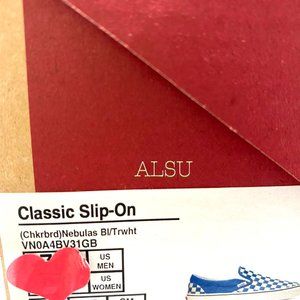 ALSU
Classic Slip-On
(Chkrbrd)Nebulas Bl/Trwht
VN0A4BV31GB
US
MEN
US
WOMEN